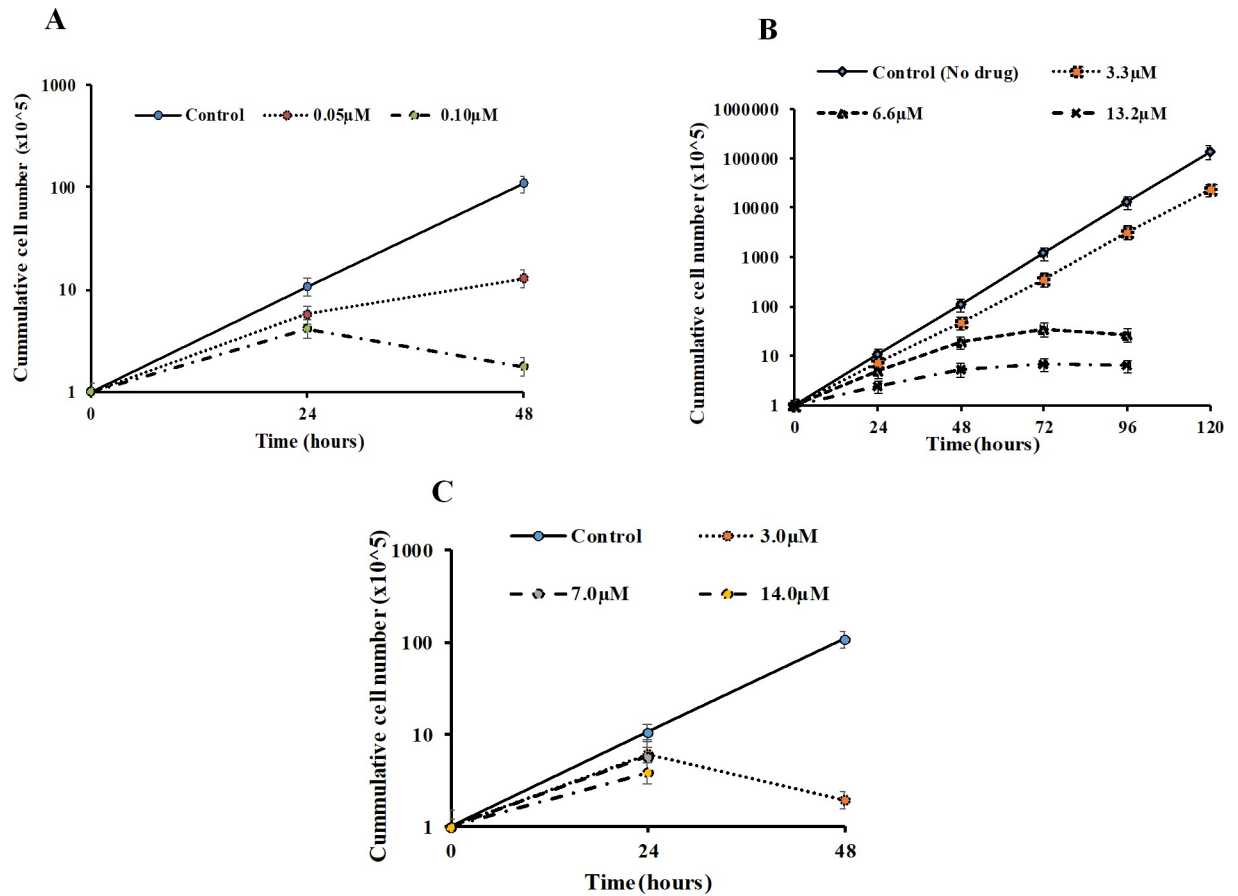 A
1000
100
10
1
Control 0.05µM 0.10µM
0 24 48
Time (hours)
Cummulative cell number (x10^5)
B
Control (No drug) 3.3µM
6.6µM 13.2µM
1000000
100000
10000
1000
100
10
1
0 24 48 72 96 120
Time (hours)
Cummulative cell number (x10^5)
C
Control 3.0µM
7.0µM 14.0µM
1000
100
10
1
0 24 48
Time (hours)
Cummulative cell number (x10^5)